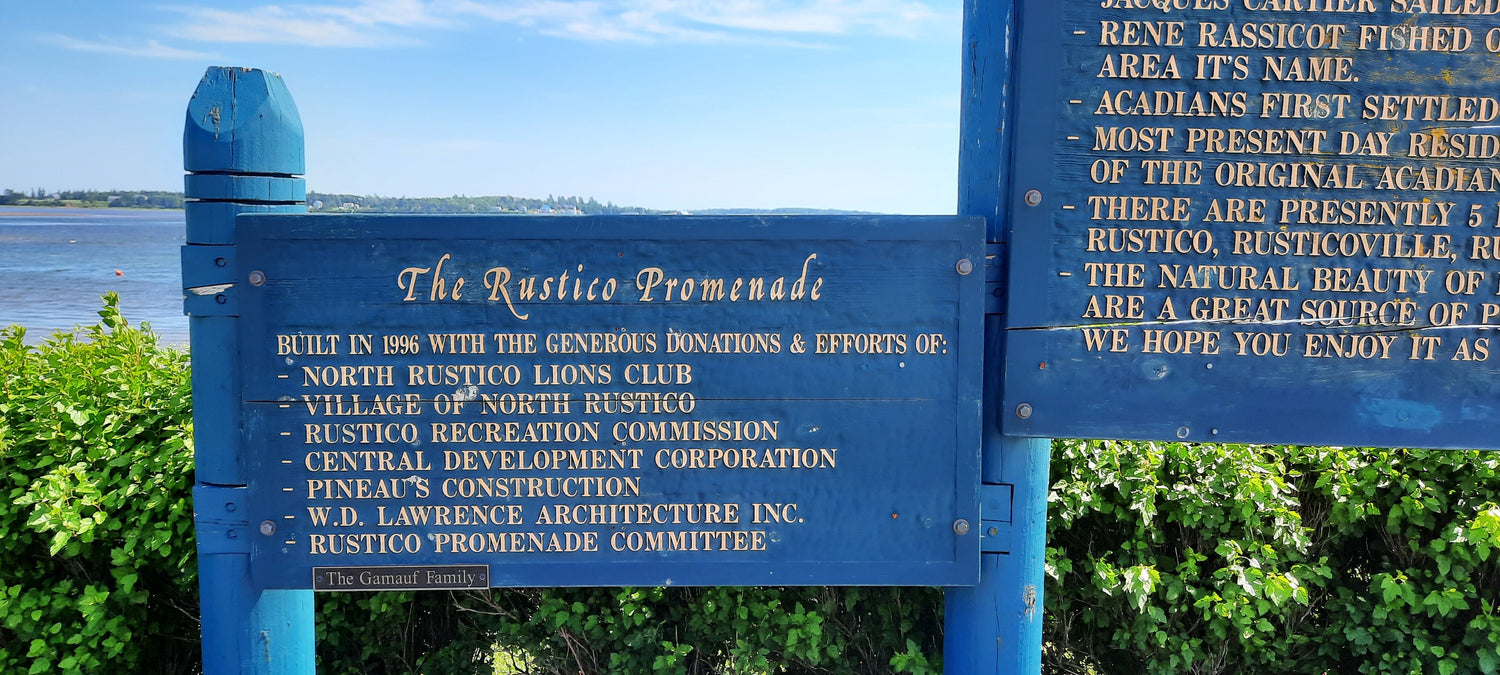 The Rustico Promenade
BUILT IN 1996 WITH THE GENEROUS DONATIONS & EFFORTS OF:
- NORTH RUSTICO LIONS CLUB
- VILLAGE OF NORTH RUSTICO
- RUSTICO RECREATION COMMISSION
- CENTRAL DEVELOPMENT CORPORATION
- PINEAU'S CONSTRUCTION
- W.D. LAWRENCE ARCHITECTURE INC.
- RUSTICO PROMENADE COMMITTEE
The Gamauf Family
JACQUES CARTIER SAILED
- RENE RASSICOT FISHED
AREA IT'S NAME.
- ACADIANS FIRST SETTLED
- MOST PRESENT DAY
OF THE ORIGINAL
- THERE ARE PRESENTLY 5
RUSTICO, RUSTICOVILLE,
- THE NATURAL BEAUTY OF
ARE A GREAT SOURCE OF
WE HOPE YOU ENJOY IT AS